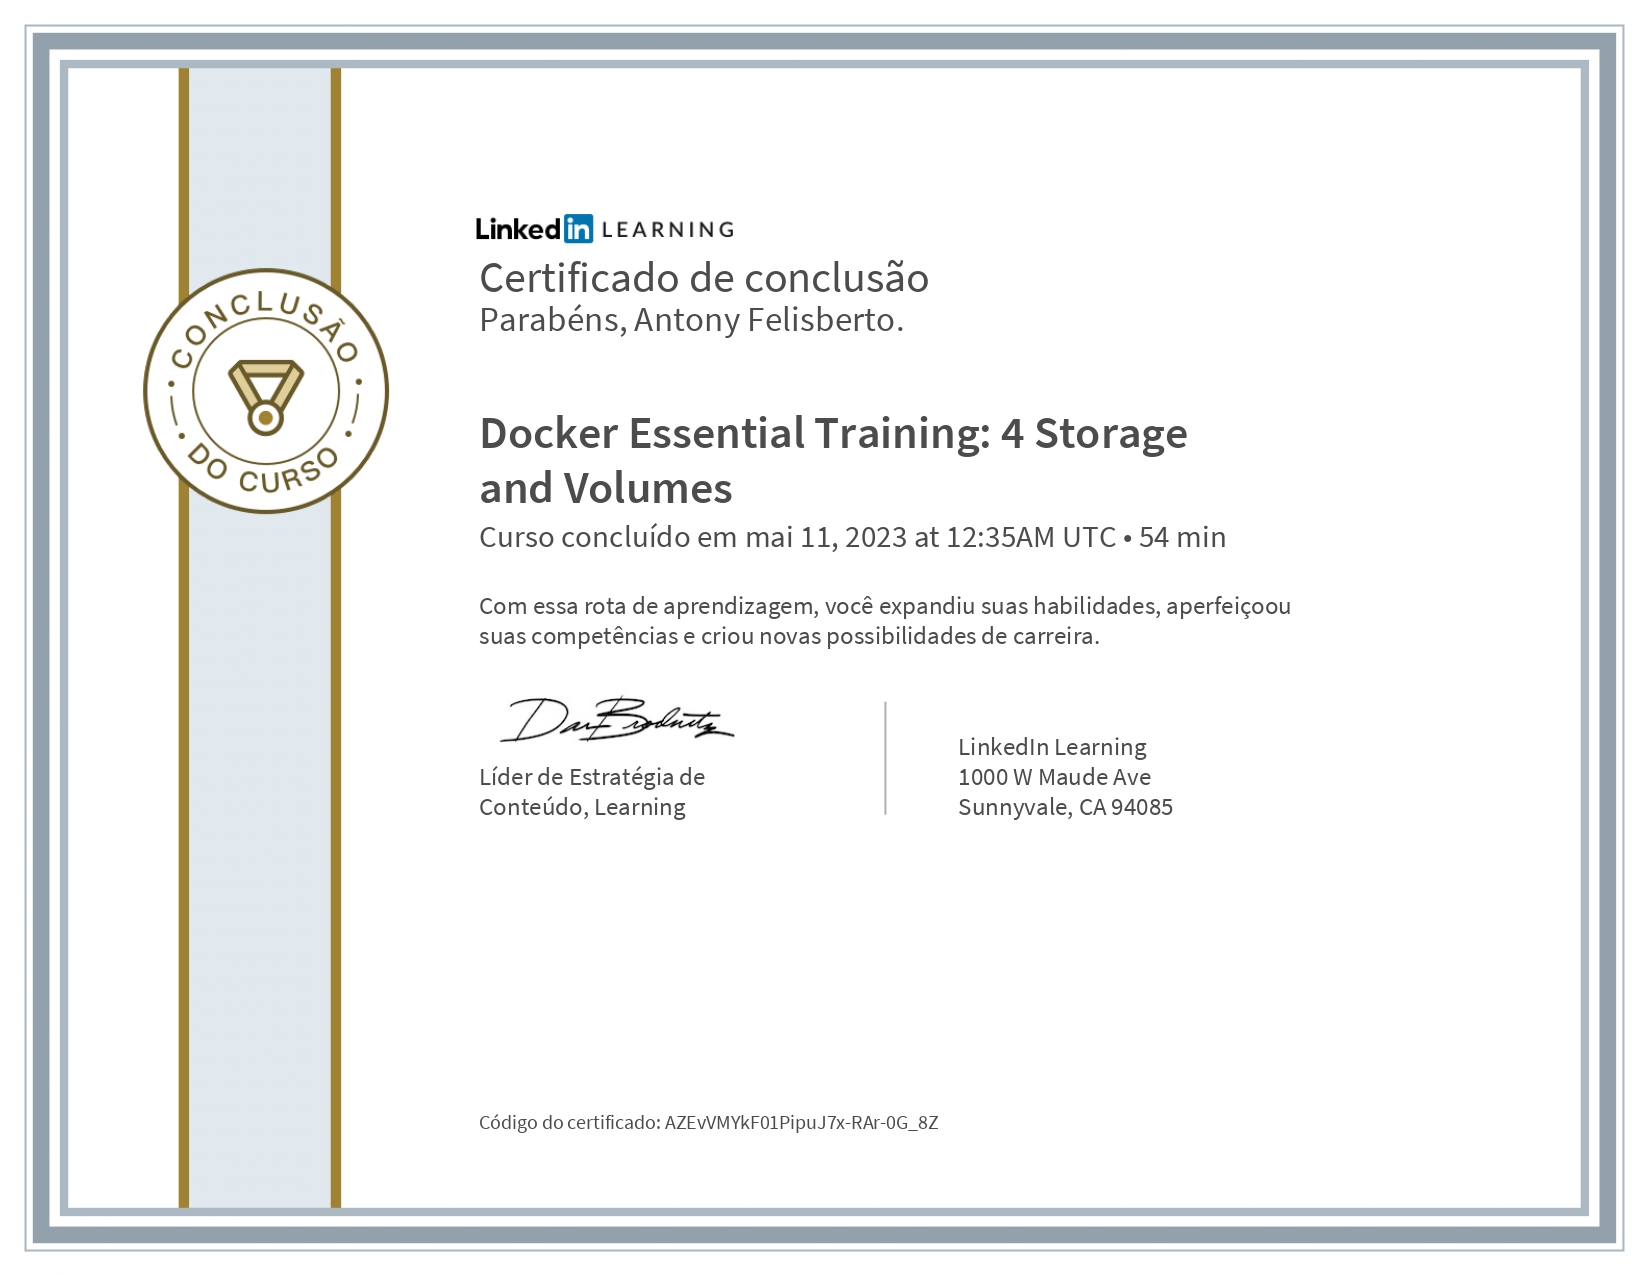 LinkedIn LEARNING
Certificado de conclusão
Parabéns, Antony Felisberto.
CONCLUSÃO
DO CURSO
Docker Essential Training: 4 Storage
and Volumes
Curso concluído em mai 11, 2023 at 12:35AM UTC • 54 min
Com essa rota de aprendizagem, você expandiu suas habilidades, aperfeiçoou
suas competências e criou novas possibilidades de carreira.
Dan Brodnitz
Líder de Estratégia de
Conteúdo, Learning
LinkedIn Learning
1000 W Maude Ave
Sunnyvale, CA 94085
Código do certificado: AZEvVMYkF01PipuJ7x-RAr-0G_8Z